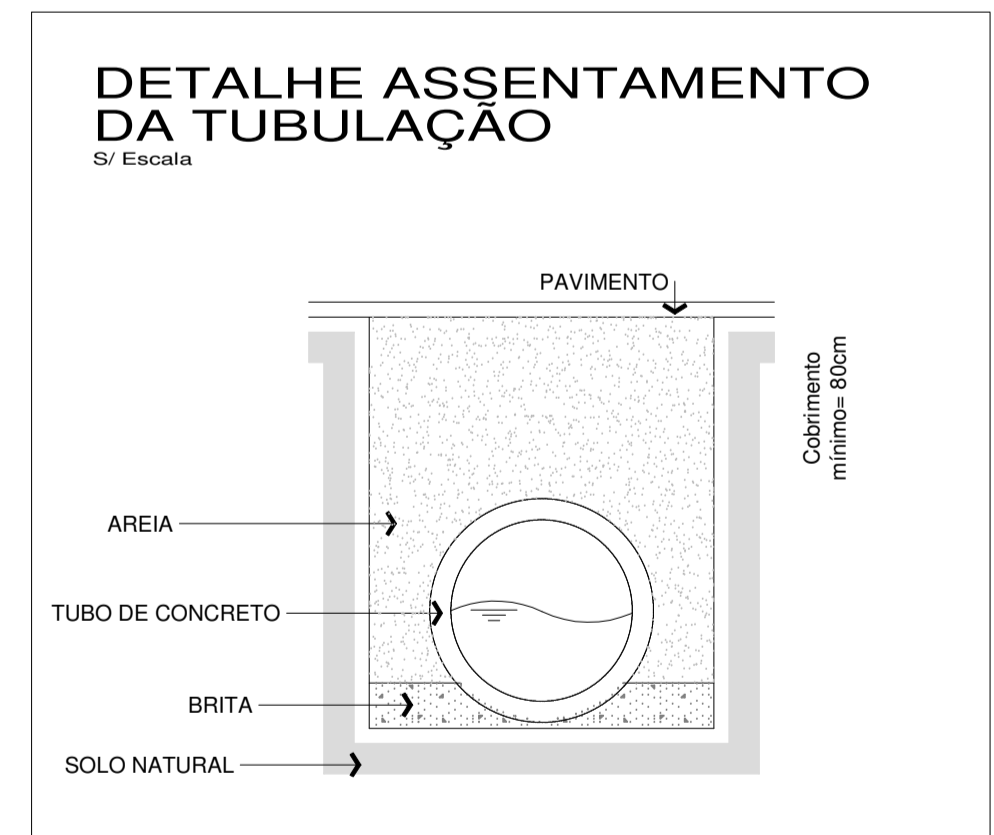 DETALHE ASSENTAMENTO
DA TUBULAÇÃO
S/ Escala
PAVIMENTO
Cobrimento
mínimo= 80cm
AREIA
TUBO DE CONCRETO
BRITA
SOLO NATURAL